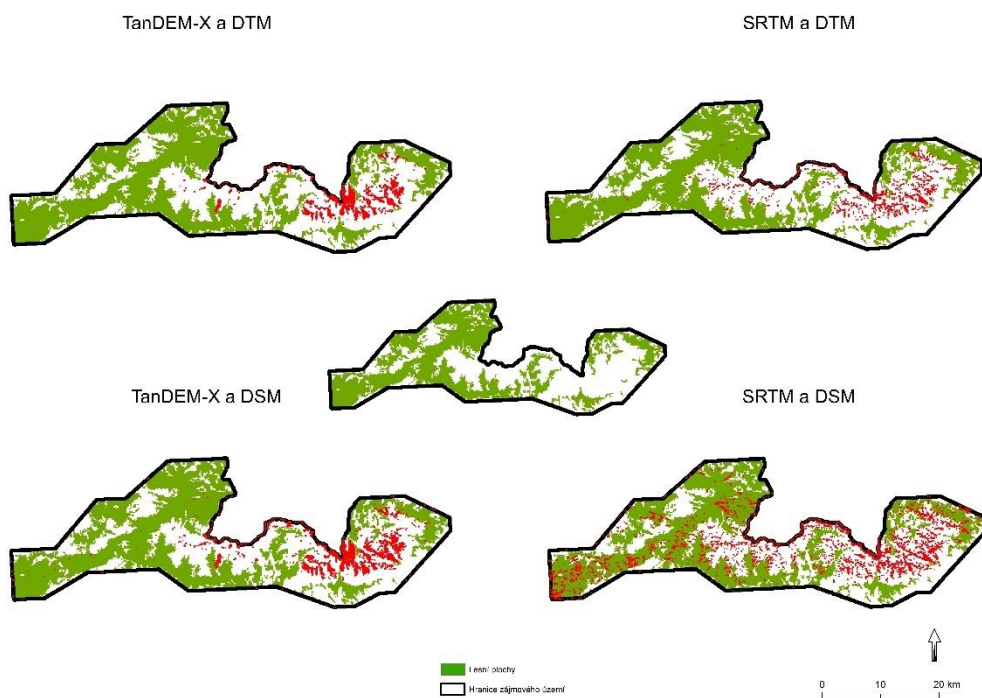 TanDEM-X a DTM
SRTM a DTM
TanDEM-X a DSM
SRTM a DSM
Lesní plochy
Hranice zájmového území
0 10 20 km